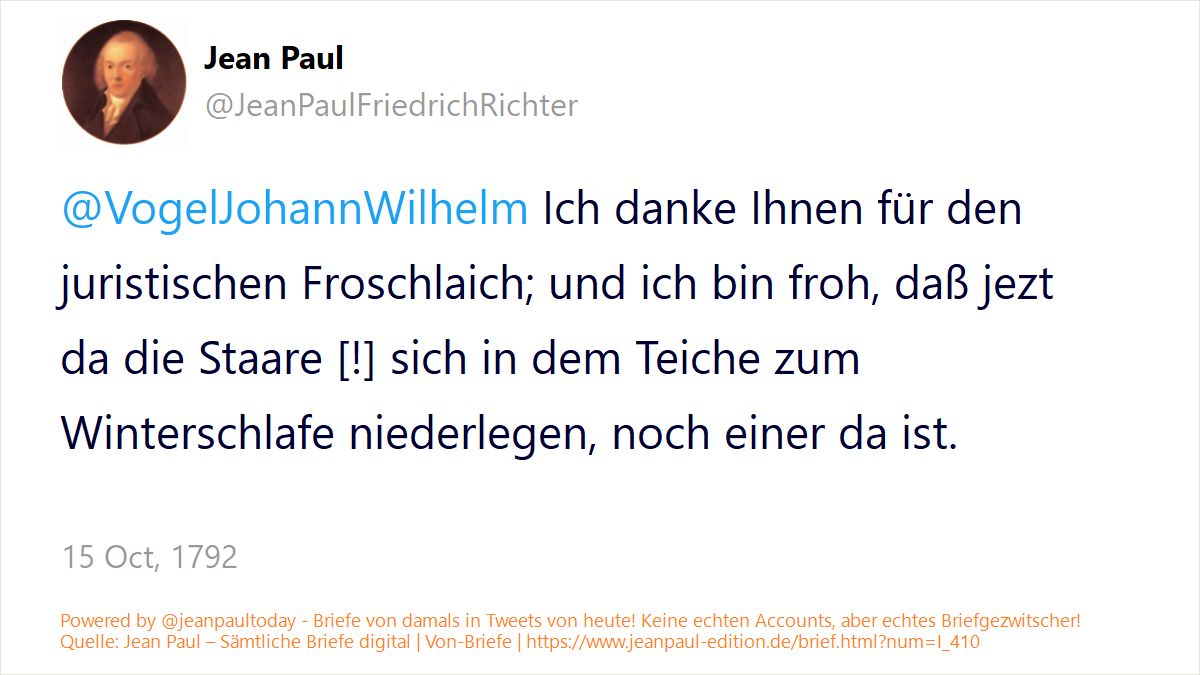 Jean Paul
@JeanPaulFriedrichRichter
@VogelJohannWilhelm Ich danke Ihnen für den
juristischen Froschlaich; und ich bin froh, daß jezt
da die Staare [!] sich in dem Teiche zum
Winterschlafe niederlegen, noch einer da ist.
15 Oct, 1792
Powered by @jeanpaultoday - Briefe von damals in Tweets von heute! Keine echten Accounts, aber echtes Briefgezwitscher!
Quelle: Jean Paul – Sämtliche Briefe digital | Von-Briefe | https://www.jeanpaul-edition.de/brief.html?num=I_410